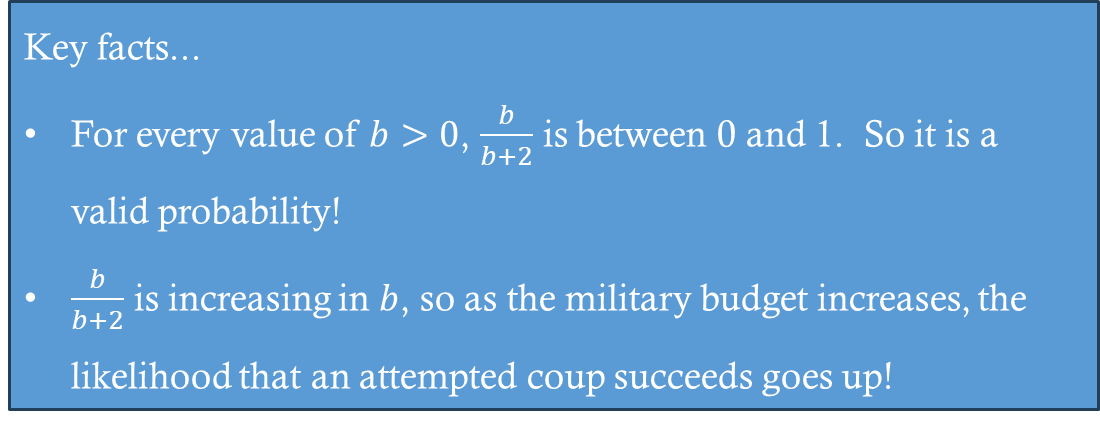 Key facts…
• For every value of b > 0, b/b+2 is between 0 and 1.  So it is a
valid probability!
• b/b+2 is increasing in b, so as the military budget increases, the
likelihood that an attempted coup succeeds goes up!